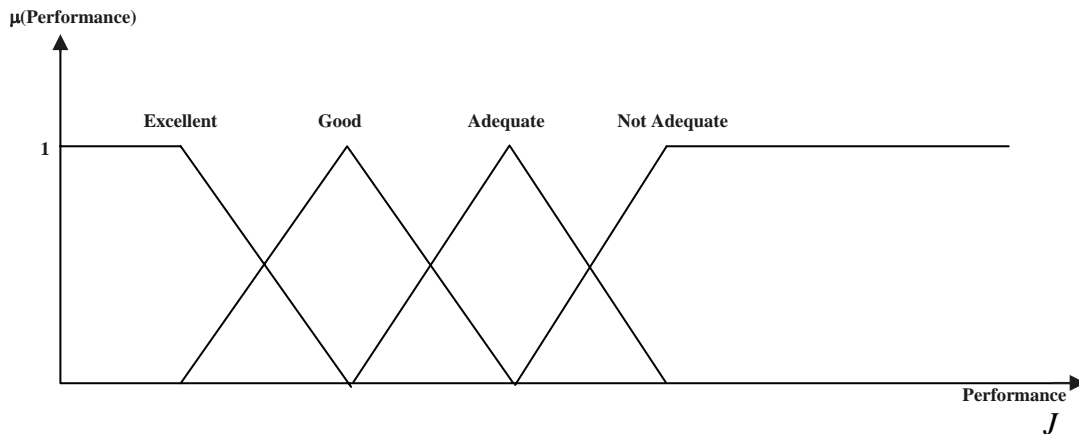 μ(Performance)
Excellent Good Adequate Not Adequate
1
Performance
J